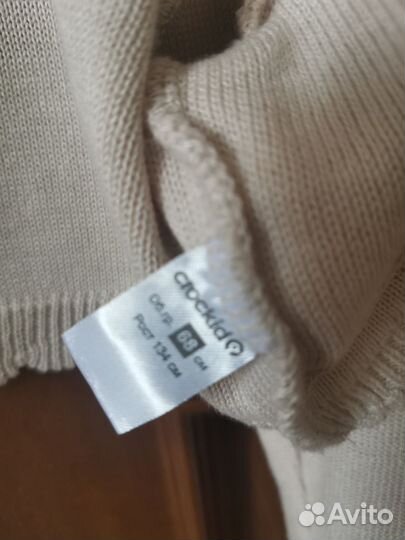 crockid
Об.гр. 68 см
Рост 134 см
Avito